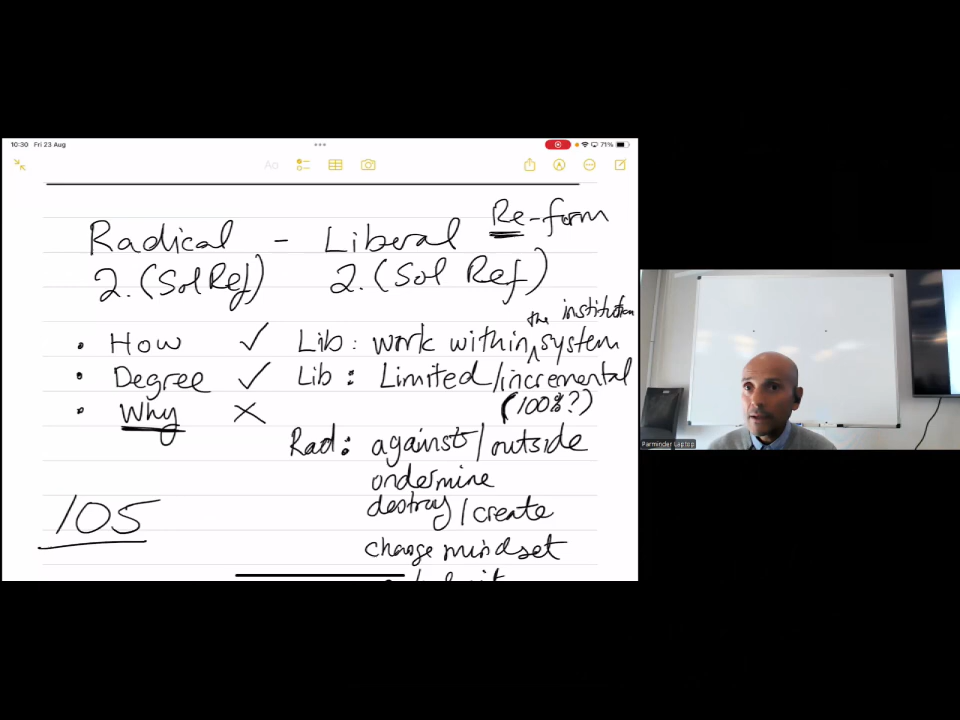 10:30 Fri 23 Aug
71%
Aa
Re-form
Radical - Liberal
2. (Sol Ref) 2. (Sol Ref)
the institution
• How ✓ Lib: work within system
• Degree ✓ Lib: Limited/incremental
• Why ✗ (100%?)
Rad: against/outside
undermine
destroy/create
105
change mindset
Parminder Laptop